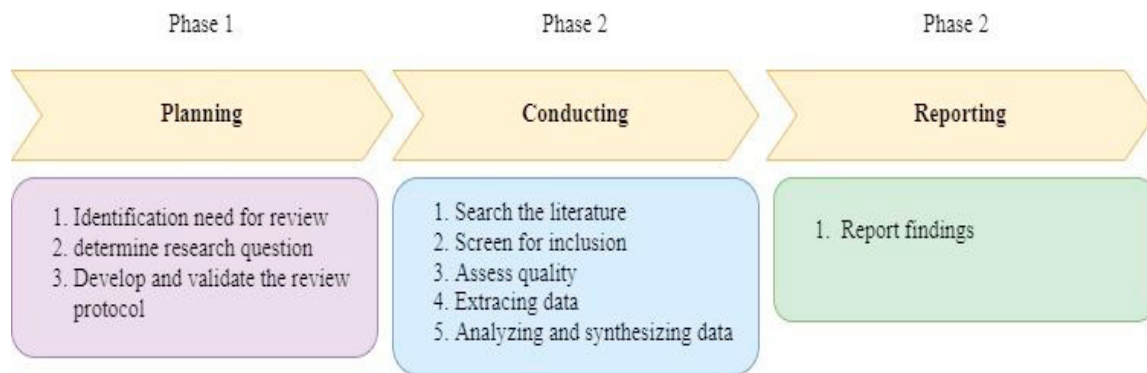 Phase 1
Phase 2
Phase 2
Planning
Conducting
Reporting
1. Identification need for review
2. determine research question
3. Develop and validate the review
protocol
1. Search the literature
2. Screen for inclusion
3. Assess quality
4. Extracing data
5. Analyzing and synthesizing data
1. Report findings